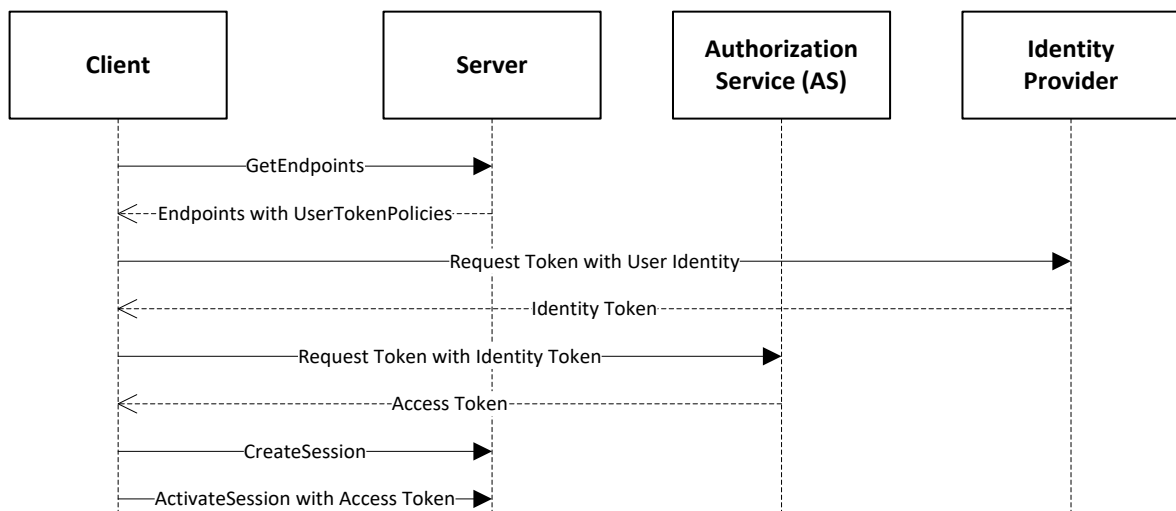 Client
Server
Authorization
Service (AS)
Identity
Provider
GetEndpoints
Endpoints with UserTokenPolicies
Request Token with User Identity
Identity Token
Request Token with Identity Token
Access Token
CreateSession
ActivateSession with Access Token